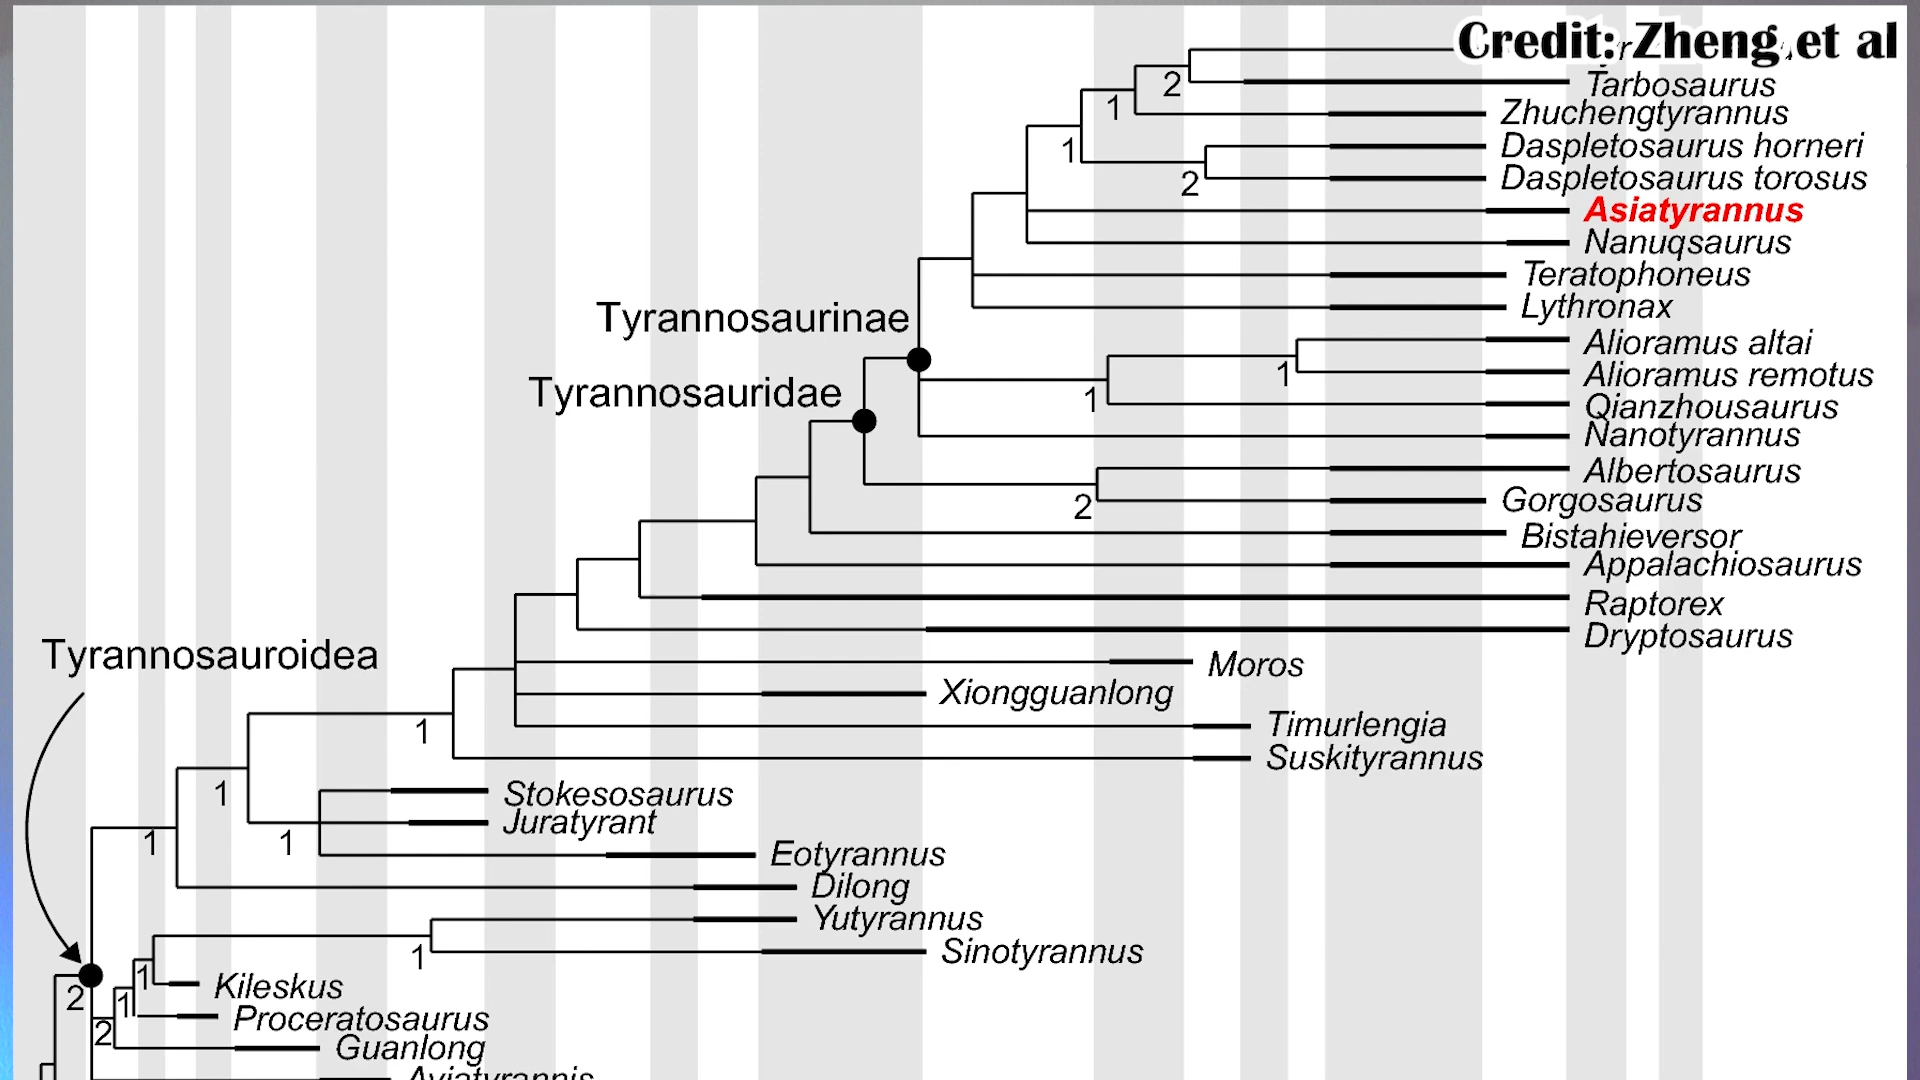 Credit: Zheng et al
Tarbosaurus
2
Zhuchengtyrannus
1
Daspletosaurus horneri
1
Daspletosaurus torosus
2
Asiatyrannus
Nanuqsaurus
Teratophoneus
Lythronax
Tyrannosaurinae
Alioramus altai
Alioramus remotus
1
Tyrannosauridae
1
Qianzhousaurus
Nanotyrannus
Albertosaurus
2
Gorgosaurus
Bistahieversor
Appalachiosaurus
Raptorex
Dryptosaurus
Tyrannosauroidea
Moros
Xiongguanlong
1
Timurlengia
Suskityrannus
1
Stokesosaurus
Juratyrant
1
1
Eotyrannus
Dilong
Yutyrannus
1
Sinotyrannus
1
Kileskus
2
1
Proceratosaurus
2
Guanlong
Aviatyrannis